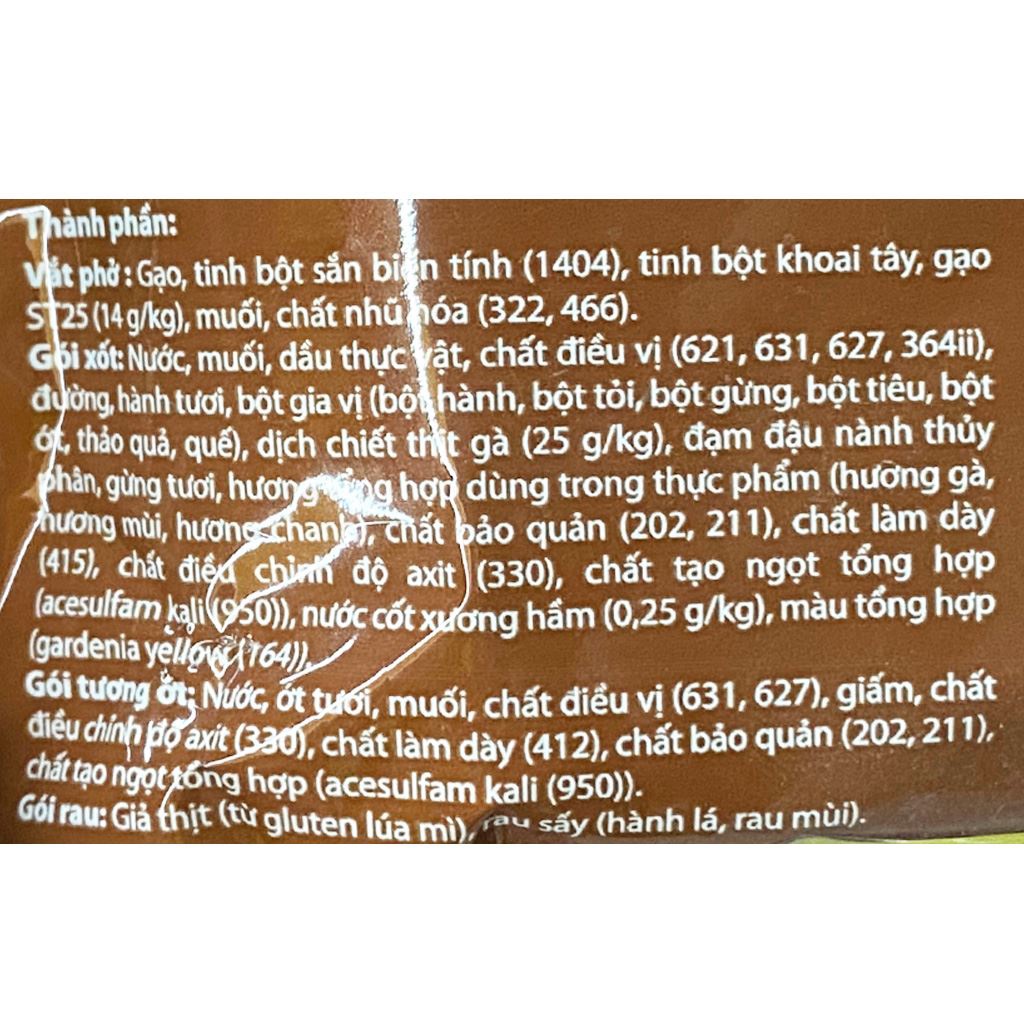 Thành phần:
Vắt phở: Gạo, tinh bột sắn biến tính (1404), tinh bột khoai tây, gạo
ST25 (14 g/kg), muối, chất nhũ hóa (322, 466).
Gói xốt: Nước, muối, dầu thực vật, chất điều vị (621, 631, 627, 364ii),
đường, hành tươi, bột gia vị (bột hành, bột tỏi, bột gừng, bột tiêu, bột
ớt, thảo quả, quế), dịch chiết thịt gà (25 g/kg), đạm đậu nành thủy
phân, gừng tươi, hương tổng hợp dùng trong thực phẩm (hương gà,
hương mùi, hương chanh), chất bảo quản (202, 211), chất làm dày
(415), chất điều chỉnh độ axit (330), chất tạo ngọt tổng hợp
(acesulfam kali (950)), nước cốt xương hầm (0,25 g/kg), màu tổng hợp
(gardenia yellow (164)).
Gói tương ớt: Nước, ớt tươi, muối, chất điều vị (631, 627), giấm, chất
điều chỉnh độ axit (330), chất làm dày (412), chất bảo quản (202, 211),
chất tạo ngọt tổng hợp (acesulfam kali (950)).
Gói rau: Giả thịt (từ gluten lúa mì), rau sấy (hành lá, rau mùi).